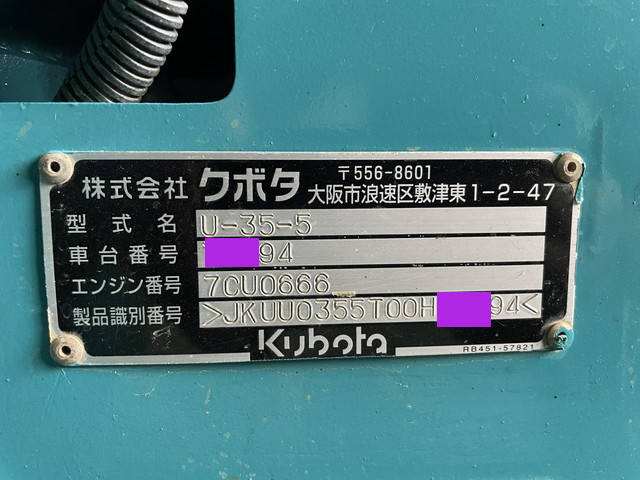 株式会社 クボタ 〒556-8601
大阪市浪速区敷津東1-2-47
型式名 U-35-5
車台番号 94
エンジン番号 7CU0666
製品識別番号 >JKUU0355T00H 94<
Kubota
RB451-57821